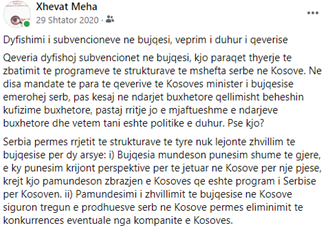 Xhevat Meha
29 Shtator 2020 ·
Dyfishimi i subvencioneve ne bujqesi, veprim i duhur i qeverise
Qeveria dyfishoj subvencionet ne bujqesi, kjo paraqet thyerje te
zbatimit te programeve te strukturave te mshefta serbe ne Kosove. Ne
disa mandate te para te qeverive te Kosoves minister i bujqesise
emerohej serb, pas kesaj ne ndarjet buxhetore qellimisht beheshin
kufizime buxhetore, pastaj rritje jo e mjaftueshme e ndarjeve
buxhetore dhe vetem tani eshte politike e duhur. Pse kjo?
Serbia permes rrjetit te strukturave te tyre nuk lejonte zhvillim te
bujqesise per dy arsye: i) Bujqesia mundeson punesim shume te gjere,
e ky punesim krijont perspektive per te jetuar ne Kosove per nje pjese,
krejt kjo pamundeson zbrazjen e Kosoves qe eshte program i Serbise
per Kosoven. ii) Pamundesimi i zhvillimit te bujqesise ne Kosove
siguron tregun e prodhuesve serb ne Kosove permes eliminimit te
konkurrences eventuale nga kompanite e Kosoves.